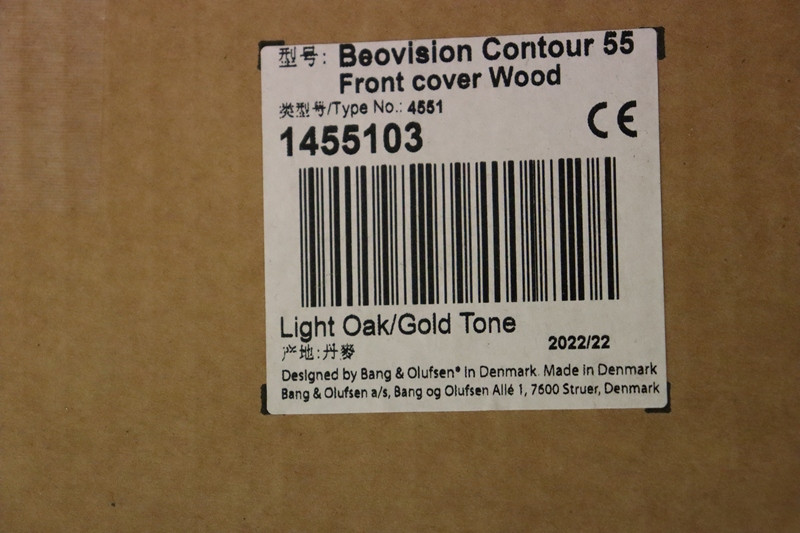 型号: Beovision Contour 55
Front cover Wood
类型号/Type No.: 4551
1455103
CE
Light Oak/Gold Tone
产地:丹麥
2022/22
Designed by Bang & Olufsen® in Denmark. Made in Denmark
Bang & Olufsen a/s, Bang og Olufsen Allé 1, 7600 Struer, Denmark